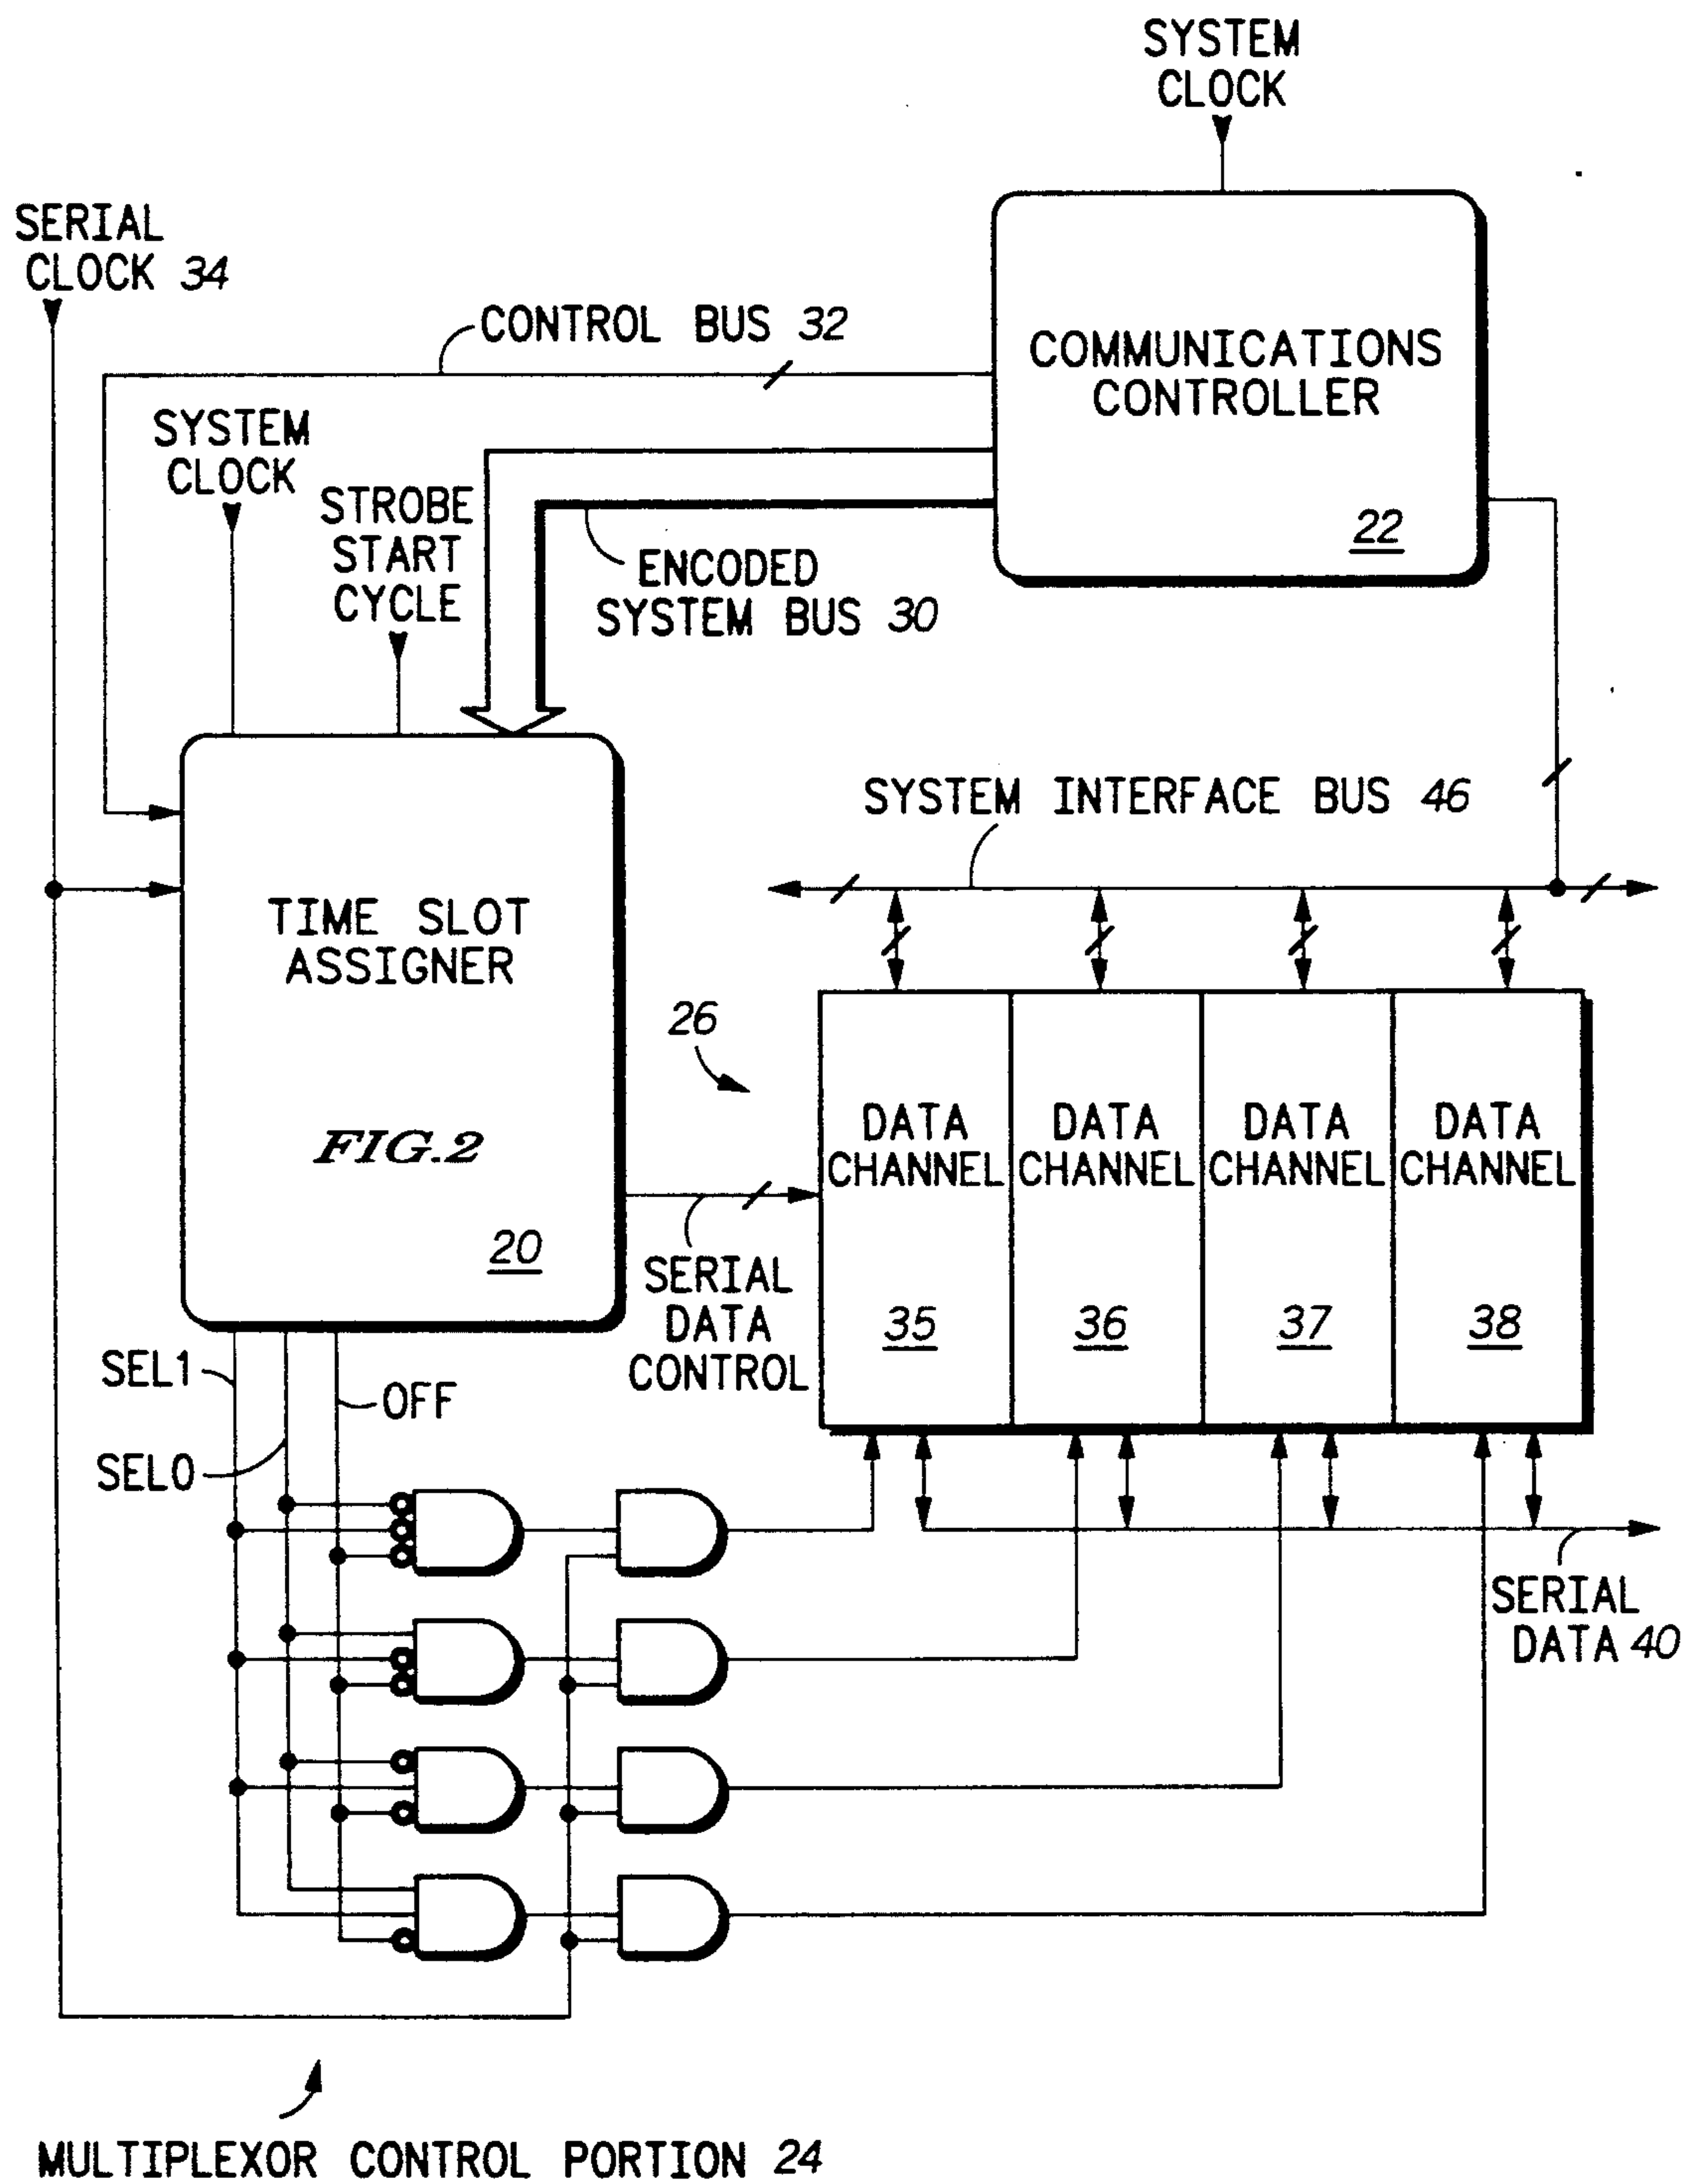 SYSTEM
CLOCK
SERIAL
CLOCK 34
CONTROL BUS 32
COMMUNICATIONS
CONTROLLER
22
SYSTEM
CLOCK
STROBE
START
CYCLE
ENCODED
SYSTEM BUS 30
SYSTEM INTERFACE BUS 46
TIME SLOT
ASSIGNER
FIG.2
20
26
DATA
CHANNEL
35
DATA
CHANNEL
36
DATA
CHANNEL
37
DATA
CHANNEL
38
SERIAL
DATA
CONTROL
SEL1
OFF
SEL0
SERIAL
DATA 40
MULTIPLEXOR CONTROL PORTION 24